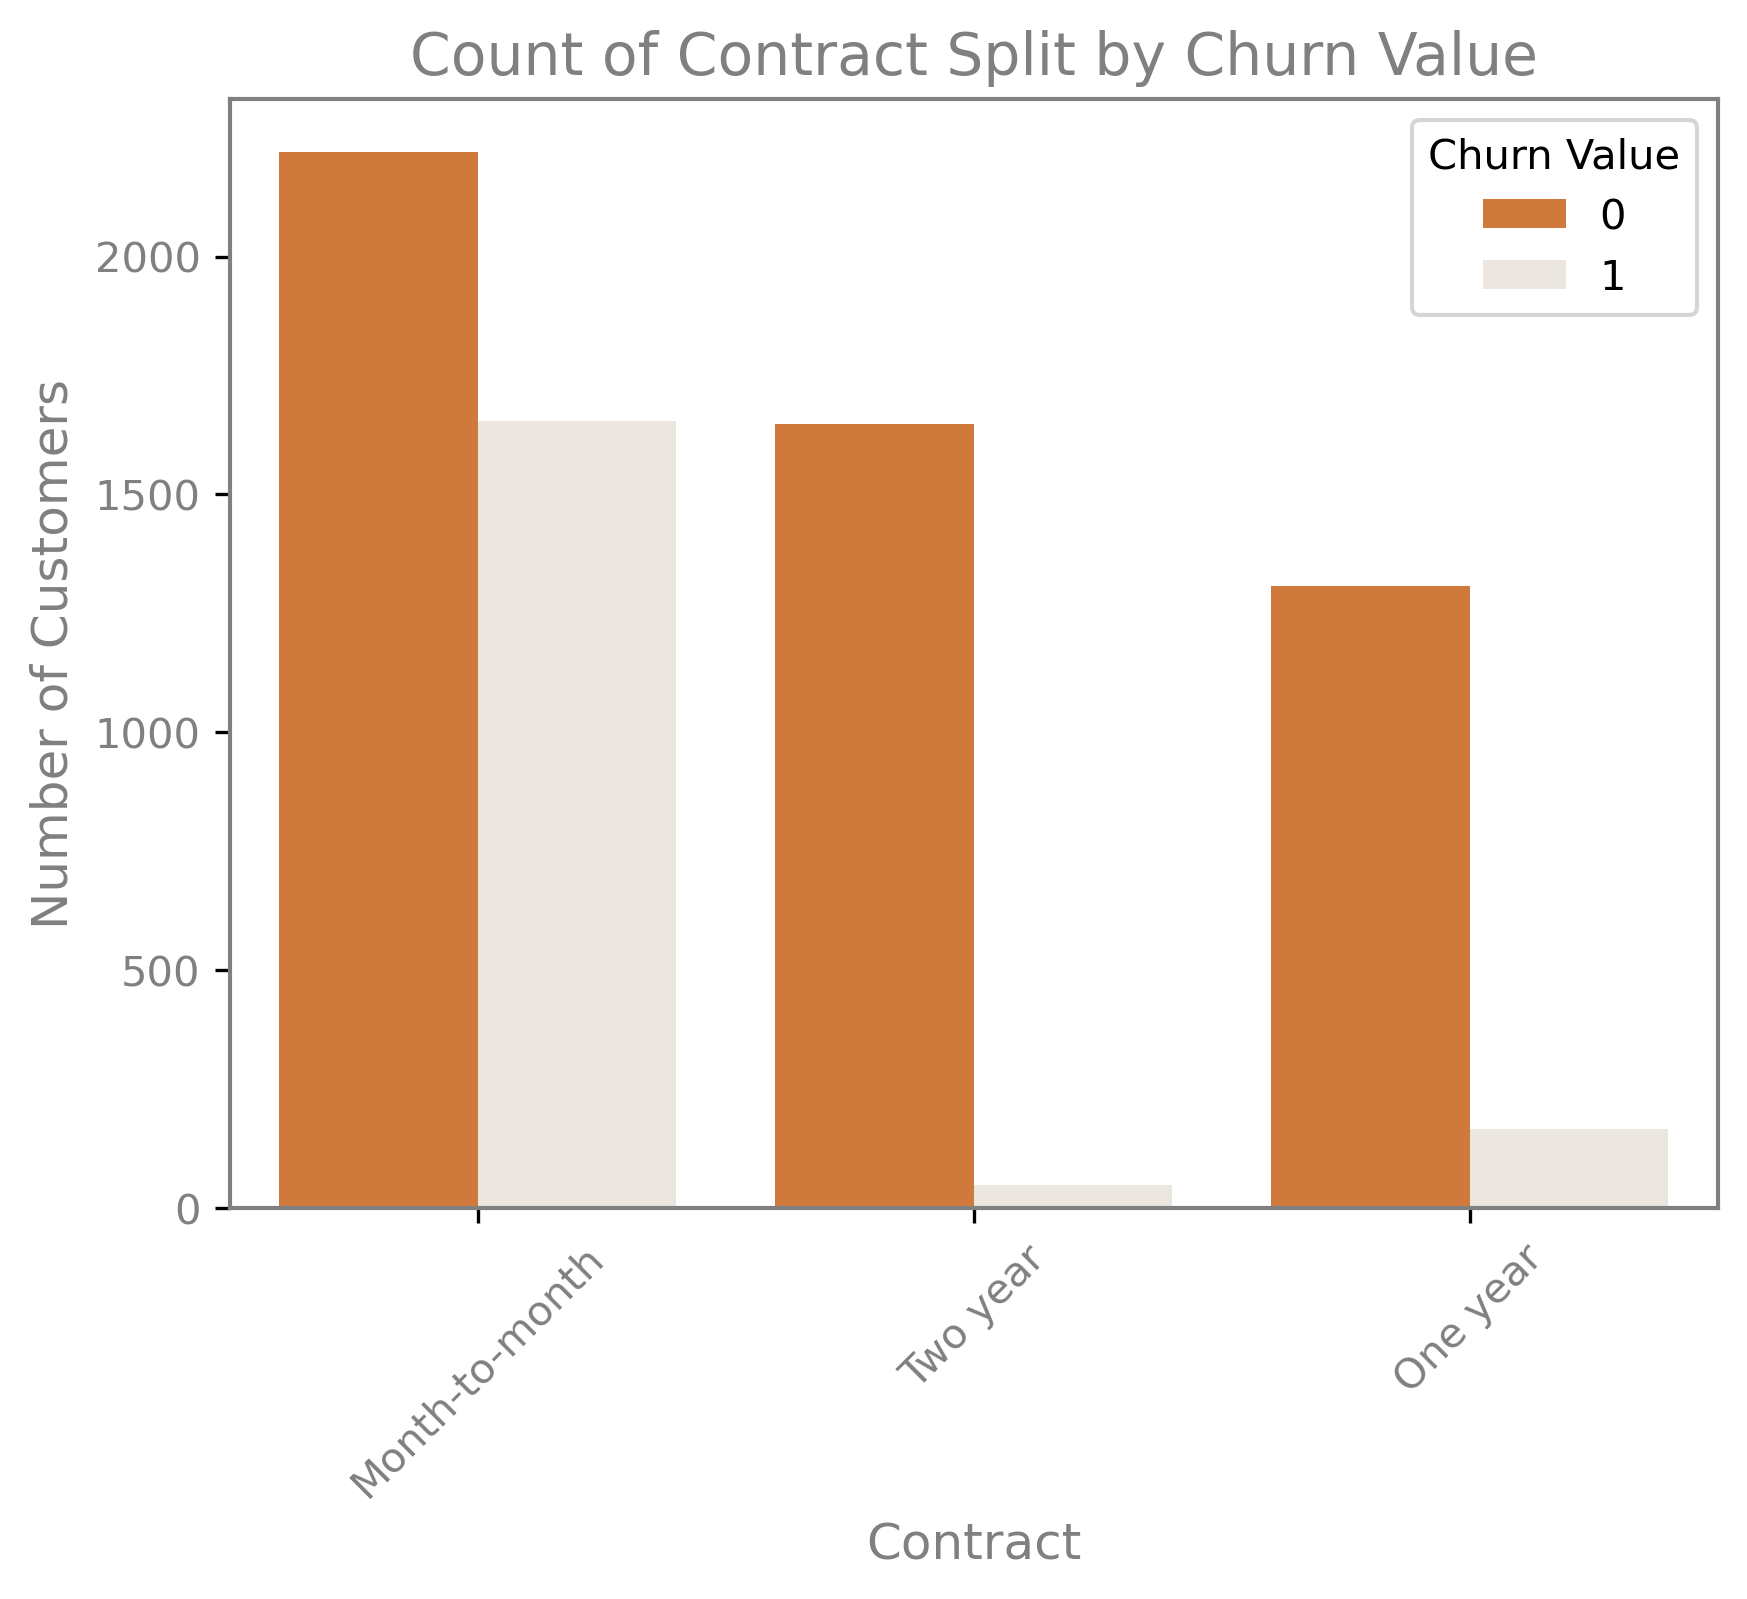 Count of Contract Split by Churn Value
Churn Value
0
1
Number of Customers
2000
1500
1000
500
0
Month-to-month
Two year
One year
Contract